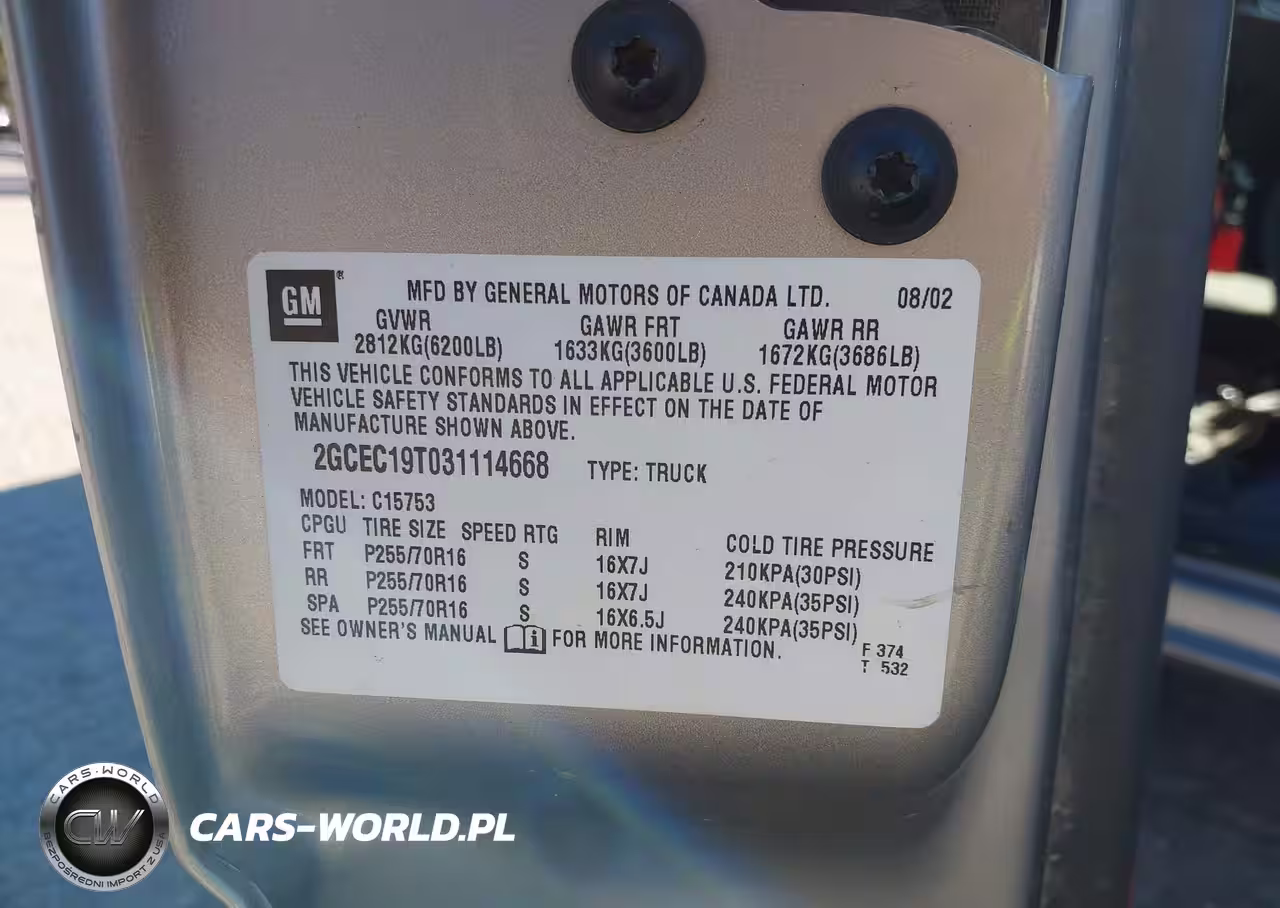 GM®
MFD BY GENERAL MOTORS OF CANADA LTD. 08/02
GVWR GAWR FRT GAWR RR
2812KG(6200LB) 1633KG(3600LB) 1672KG(3686LB)
THIS VEHICLE CONFORMS TO ALL APPLICABLE U.S. FEDERAL MOTOR
VEHICLE SAFETY STANDARDS IN EFFECT ON THE DATE OF
MANUFACTURE SHOWN ABOVE.
2GCEC19T031114668 TYPE: TRUCK
MODEL: C15753
CPGU TIRE SIZE SPEED RTG RIM COLD TIRE PRESSURE
FRT P255/70R16 S 16X7J 210KPA(30PSI)
RR P255/70R16 S 16X7J 240KPA(35PSI)
SPA P255/70R16 S 16X6.5J 240KPA(35PSI)
SEE OWNER'S MANUAL i FOR MORE INFORMATION.
F 374
T 532
CARS-WORLD
CW
BEZPOŚREDNI IMPORT Z USA
CARS-WORLD.PL